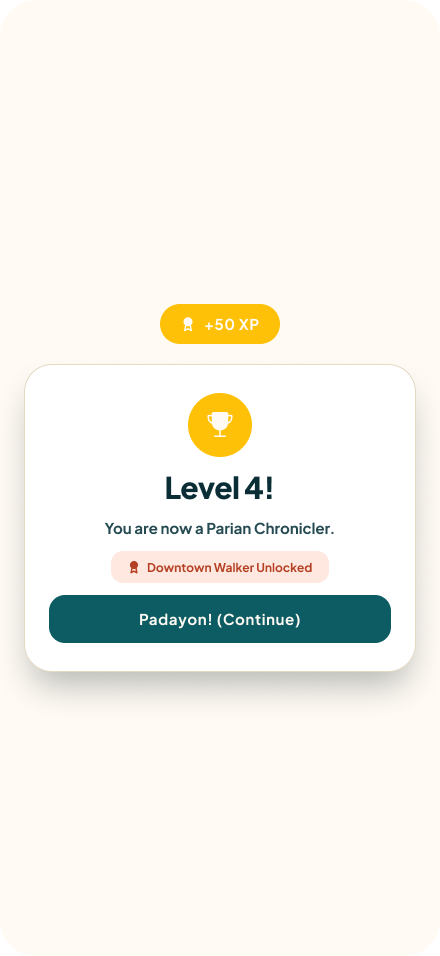 +50 XP
Level 4!
You are now a Parian Chronicler.
Downtown Walker Unlocked
Padayon! (Continue)